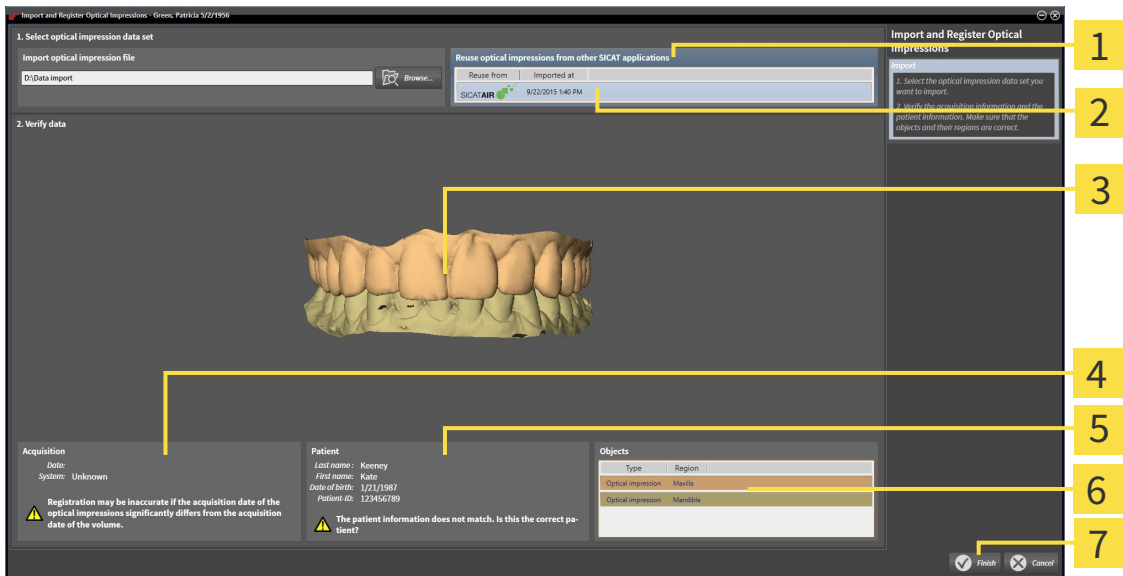 Import and Register Optical Impressions - Green, Patricia 5/2/1956
1. Select optical impression data set
Import optical impression file
D:\Data import
Browse...
Reuse optical impressions from other SICAT applications
Reuse from Imported at
SICATAIR 9/22/2015 1:40 PM
2. Verify data
Acquisition
Date:
System: Unknown
Registration may be inaccurate if the acquisition date of the
optical impressions significantly differs from the acquisition
date of the volume.
Patient
Last name: Keeney
First name: Kate
Date of birth: 1/21/1987
Patient-ID: 123456789
The patient information does not match. Is this the correct pa-
tient?
Objects
Type Region
Optical impression Maxilla
Optical impression Mandible
Import and Register Optical
Impressions
Import
1. Select the optical impression data set you
want to import.
2. Verify the acquisition information and the
patient information. Make sure that the
objects and their regions are correct.
Finish
Cancel
1
2
3
4
5
6
7